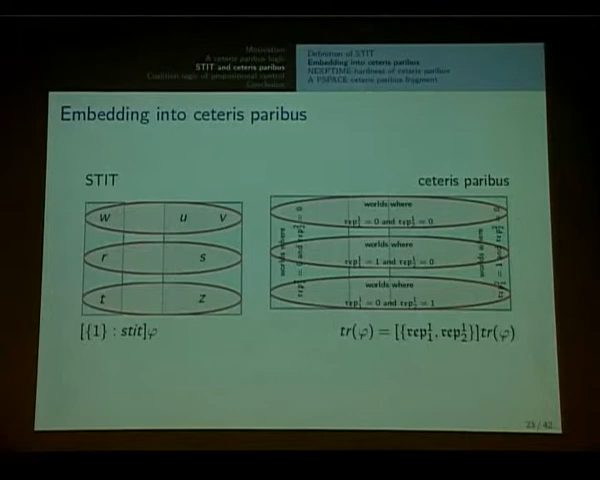 Motivation
A ceteris paribus logic
STIT and ceteris paribus
Coalition logic of propositional control
Conclusion
Definition of STIT
Embedding into ceteris paribus
NEXPTIME-hardness of ceteris paribus
A PSPACE ceteris paribus fragment
Embedding into ceteris paribus
STIT
ceteris paribus
w u v
r s
t z
worlds where
rep¹₁ = 0 and rep¹₂ = 0
worlds where
rep¹₁ = 1 and rep¹₂ = 0
worlds where
rep¹₁ = 0 and rep¹₂ = 1
worlds where
[{1} : stit]φ
tr(φ) = [{rep¹₁, rep¹₂}]tr(φ)
23 / 42